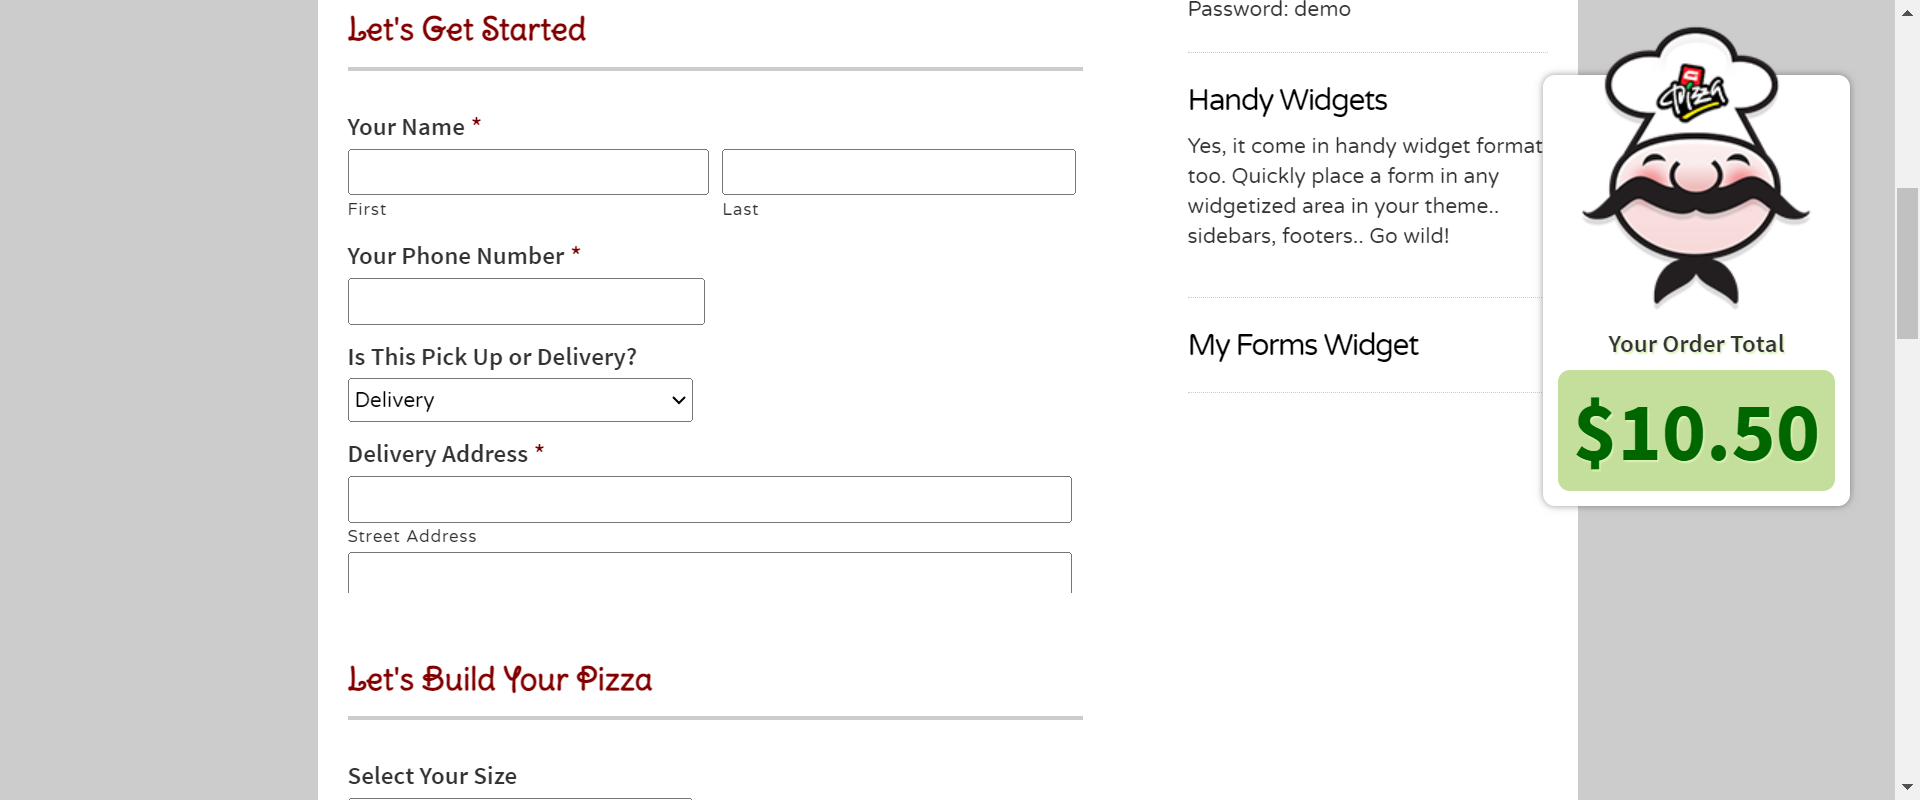 Let's Get Started
Your Name *
First
Last
Your Phone Number *
Is This Pick Up or Delivery?
Delivery
Delivery Address *
Street Address
Let's Build Your Pizza
Select Your Size
Password: demo
Handy Widgets
Yes, it come in handy widget format
too. Quickly place a form in any
widgetized area in your theme..
sidebars, footers.. Go wild!
My Forms Widget
Pizza
Your Order Total
$10.50